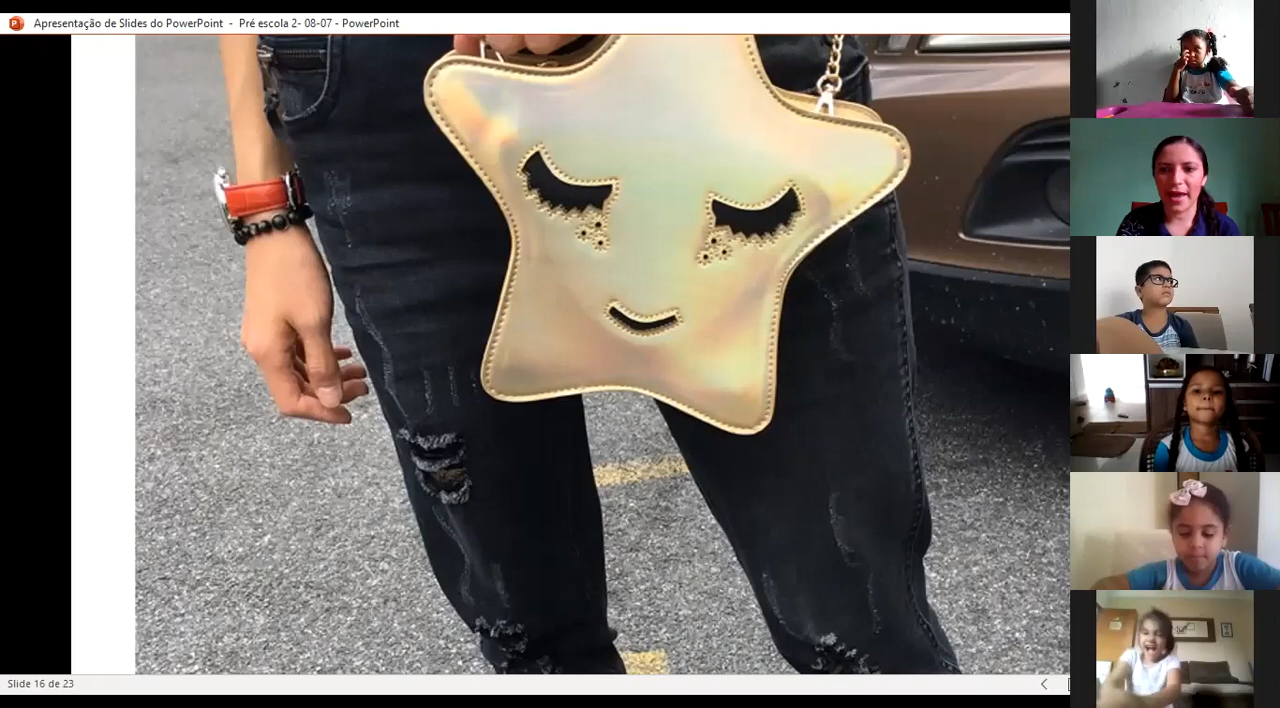 Apresentação de Slides do PowerPoint - Pré escola 2- 08-07 - PowerPoint
Slide 16 de 23